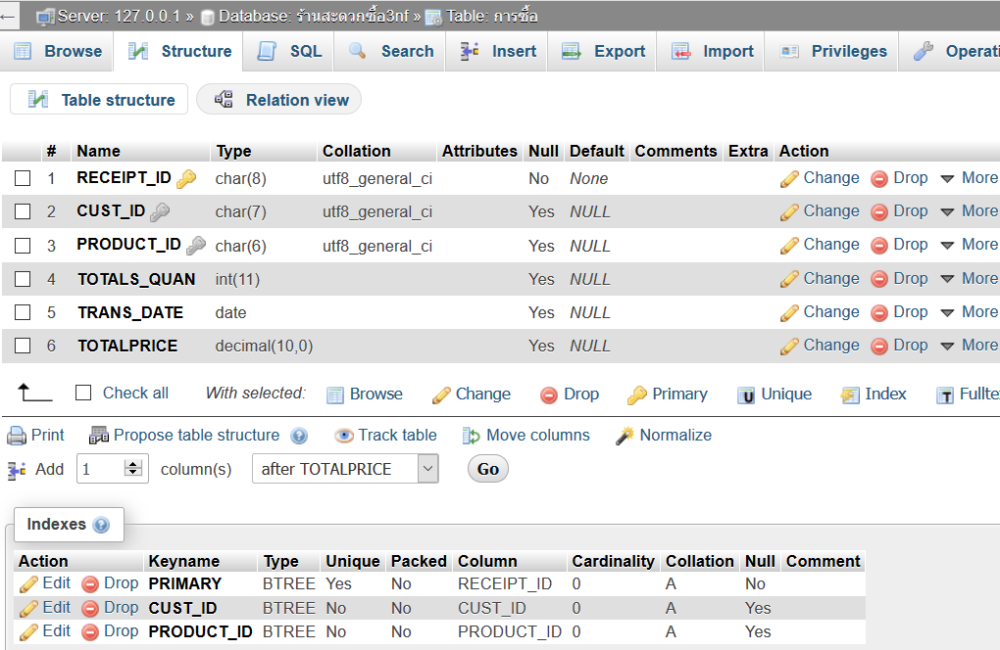 Server: 127.0.0.1 » Database: ร้านสะดวกซื้อ3nf » Table: การซื้อ
Browse Structure SQL Search Insert Export Import Privileges Operati
Table structure Relation view
# Name Type Collation Attributes Null Default Comments Extra Action
1 RECEIPT_ID char(8) utf8_general_ci No None Change Drop More
2 CUST_ID char(7) utf8_general_ci Yes NULL Change Drop More
3 PRODUCT_ID char(6) utf8_general_ci Yes NULL Change Drop More
4 TOTALS_QUAN int(11) Yes NULL Change Drop More
5 TRANS_DATE date Yes NULL Change Drop More
6 TOTALPRICE decimal(10,0) Yes NULL Change Drop More
Check all With selected: Browse Change Drop Primary Unique Index Fullte
Print Propose table structure Track table Move columns Normalize
Add 1 column(s) after TOTALPRICE Go
Indexes
Action Keyname Type Unique Packed Column Cardinality Collation Null Comment
Edit Drop PRIMARY BTREE Yes No RECEIPT_ID 0 A No
Edit Drop CUST_ID BTREE No No CUST_ID 0 A Yes
Edit Drop PRODUCT_ID BTREE No No PRODUCT_ID 0 A Yes